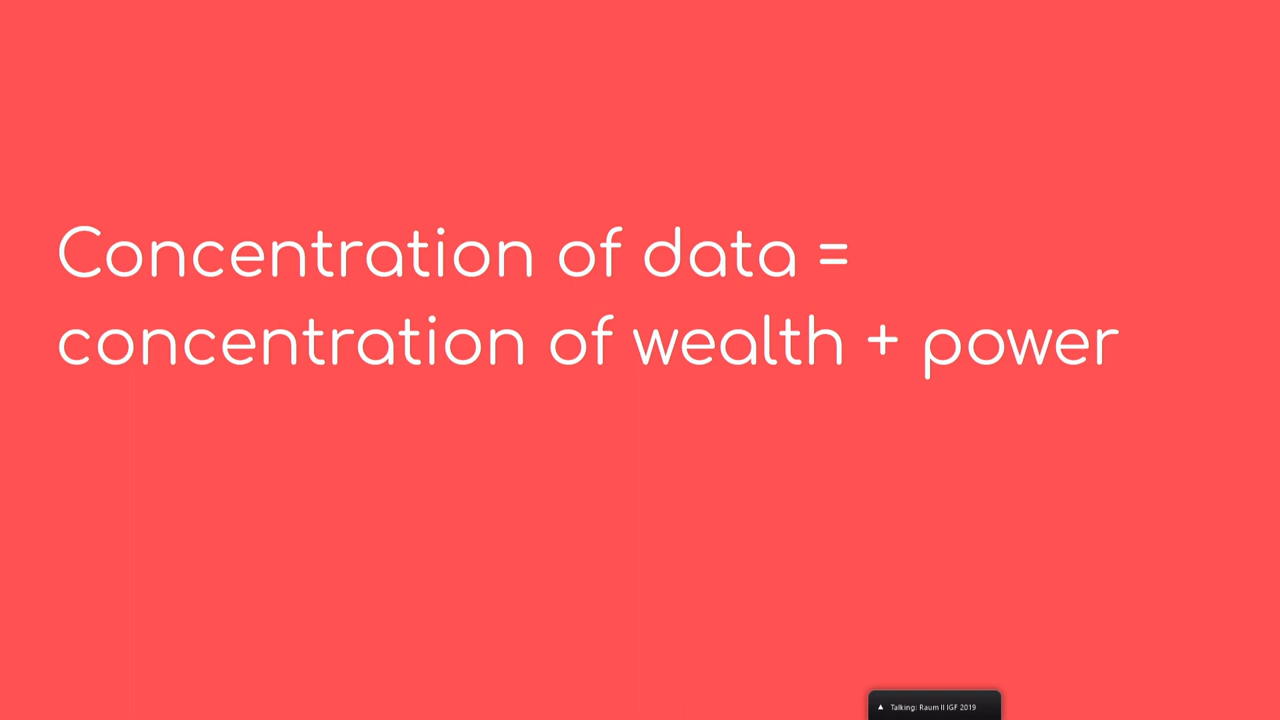 Concentration of data =
concentration of wealth + power
Talking: Raum II IGF 2019